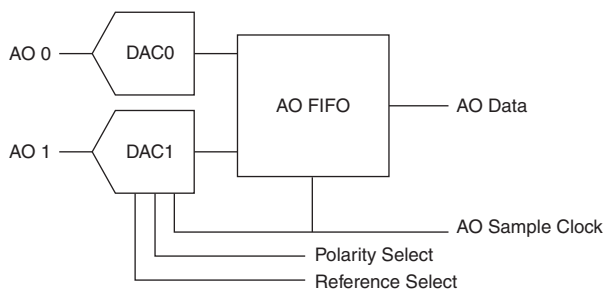 AO 0
DAC0
AO FIFO
AO Data
AO 1
DAC1
AO Sample Clock
Polarity Select
Reference Select